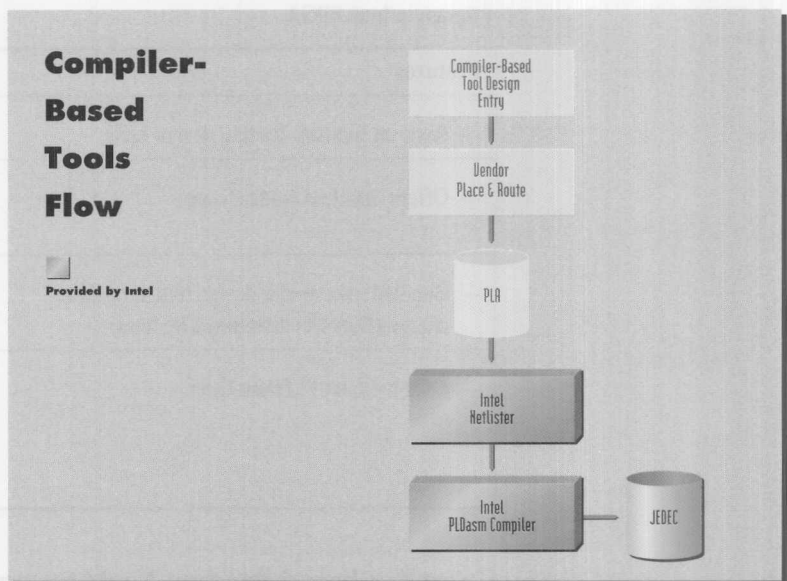 Compiler-
Based
Tools
Flow
Provided by Intel
Compiler-Based
Tool Design
Entry
Vendor
Place & Route
PLA
Intel
Netlister
Intel
PLDasm Compiler
JEDEC